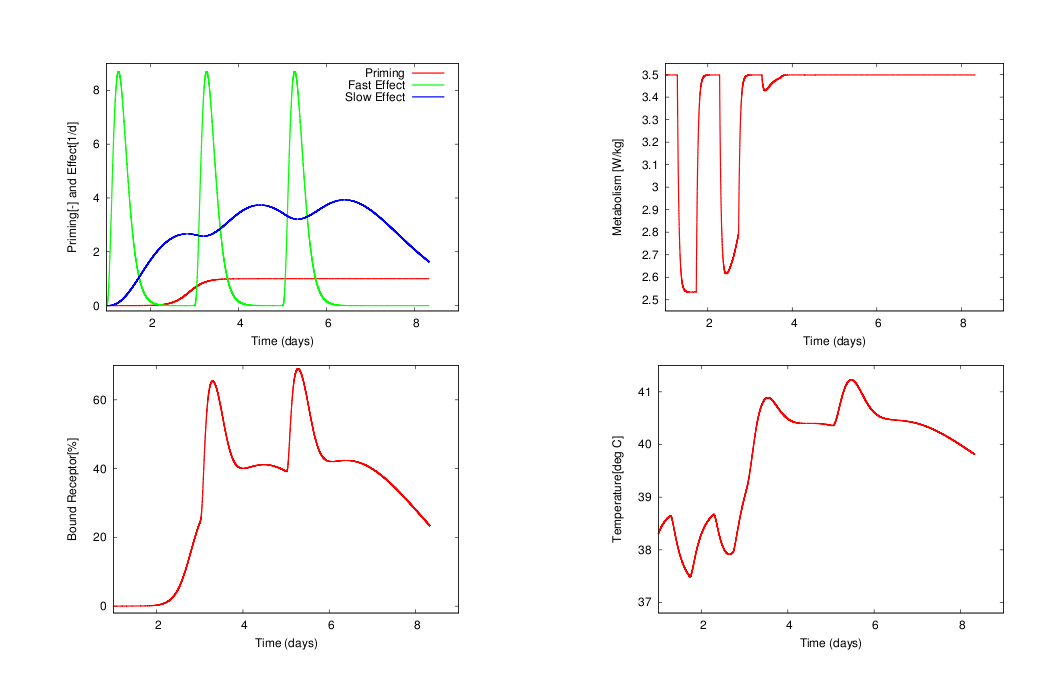 Priming[-] and Effect[1/d]
8
6
4
2
0
Priming
Fast Effect
Slow Effect
2 4 6 8
Time (days)
Metabolism [W/kg]
3.5
3.4
3.3
3.2
3.1
3
2.9
2.8
2.7
2.6
2.5
2 4 6 8
Time (days)
Bound Receptor[%]
60
40
20
0
2 4 6 8
Time (days)
Temperature[deg C]
41
40
39
38
37
2 4 6 8
Time (days)